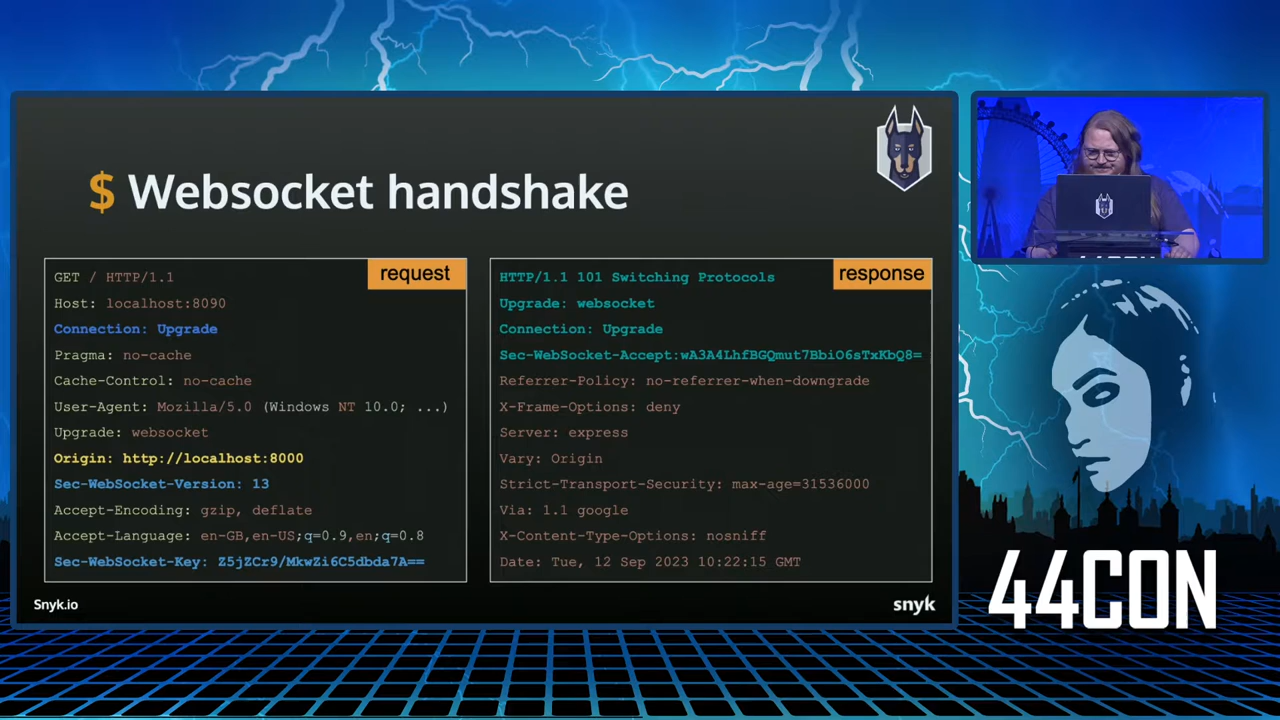 $ Websocket handshake
request
GET / HTTP/1.1
Host: localhost:8090
Connection: Upgrade
Pragma: no-cache
Cache-Control: no-cache
User-Agent: Mozilla/5.0 (Windows NT 10.0; ...)
Upgrade: websocket
Origin: http://localhost:8000
Sec-WebSocket-Version: 13
Accept-Encoding: gzip, deflate
Accept-Language: en-GB,en-US;q=0.9,en;q=0.8
Sec-WebSocket-Key: Z5jZCr9/MkwZi6C5dbda7A==
response
HTTP/1.1 101 Switching Protocols
Upgrade: websocket
Connection: Upgrade
Sec-WebSocket-Accept:wA3A4LhfBGQmut7BbiO6sTxKbQ8=
Referrer-Policy: no-referrer-when-downgrade
X-Frame-Options: deny
Server: express
Vary: Origin
Strict-Transport-Security: max-age=31536000
Via: 1.1 google
X-Content-Type-Options: nosniff
Date: Tue, 12 Sep 2023 10:22:15 GMT
Snyk.io
snyk
44CON
44CON